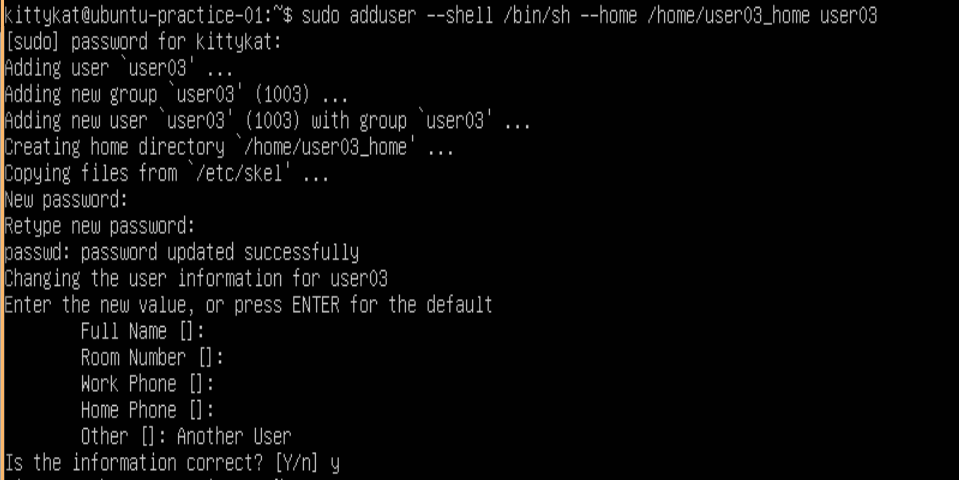 kittykat@ubuntu-practice-01:~$ sudo adduser --shell /bin/sh --home /home/user03_home user03
[sudo] password for kittykat:
Adding user `user03' ...
Adding new group `user03' (1003) ...
Adding new user `user03' (1003) with group `user03' ...
Creating home directory `/home/user03_home' ...
Copying files from `/etc/skel' ...
New password:
Retype new password:
passwd: password updated successfully
Changing the user information for user03
Enter the new value, or press ENTER for the default
Full Name []:
Room Number []:
Work Phone []:
Home Phone []:
Other []: Another User
Is the information correct? [Y/n] y